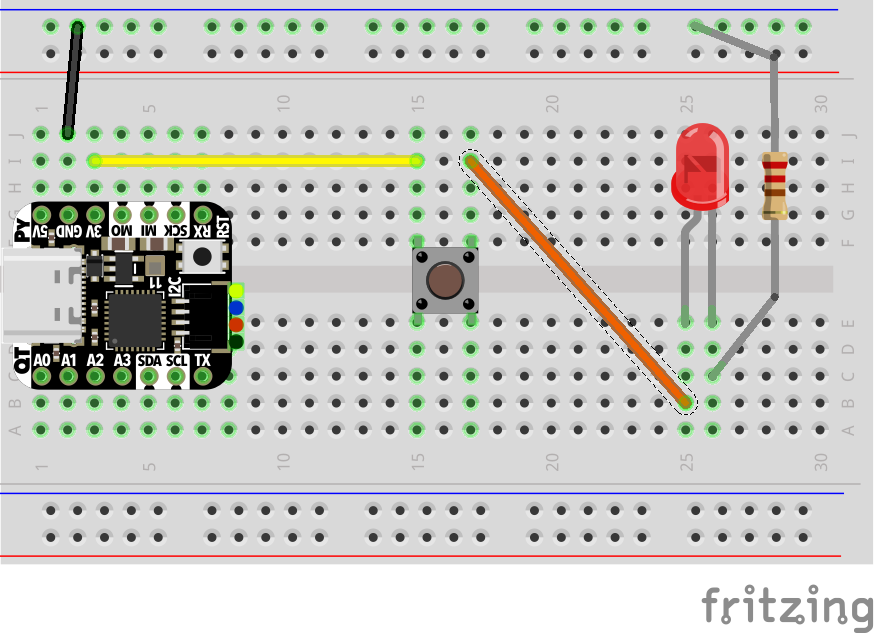 1 5 10 15 20 25 30
J J
I I
H H
G G
F F
PY
5V GND 3V MO MI SCK RX RST
I2C
11
E E
D D
QT
A0 A1 A2 A3 SDA SCL TX
C C
B B
A A
1 5 10 15 20 25 30
fritzing